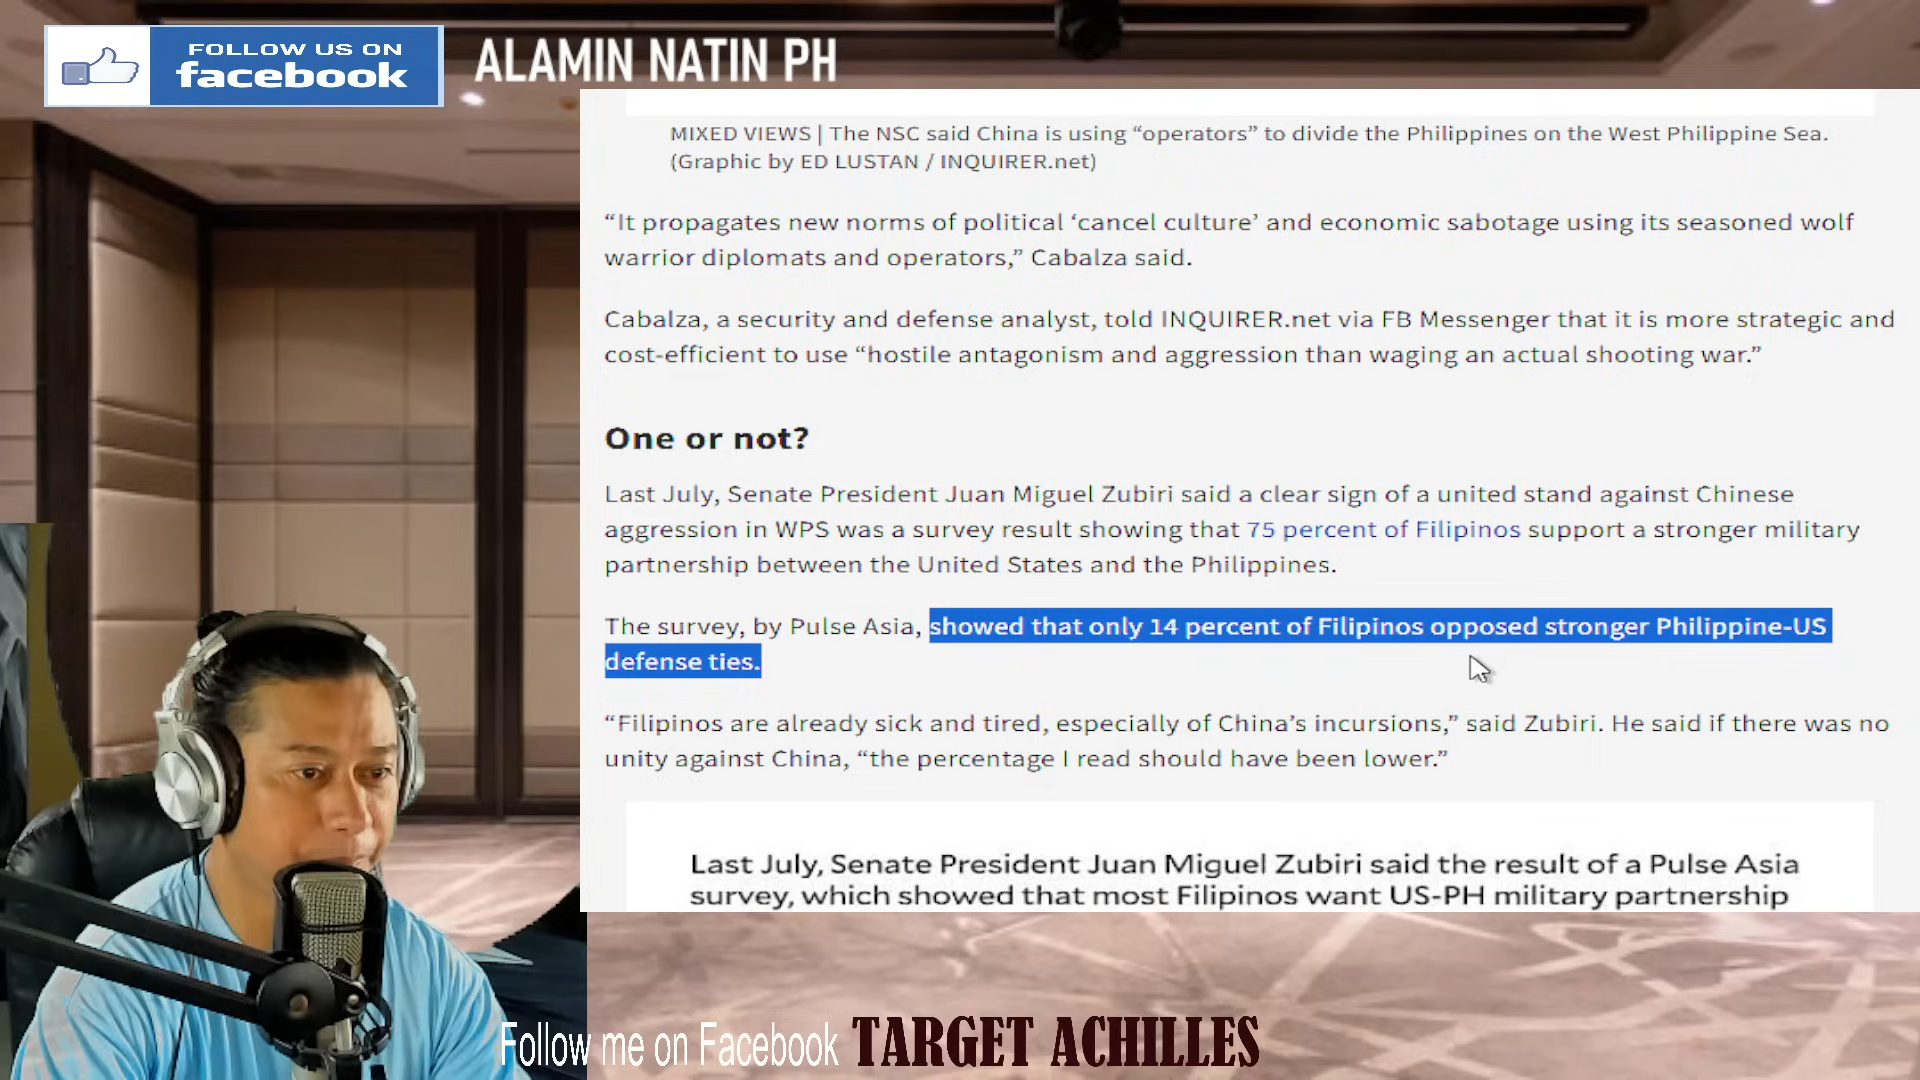 FOLLOW US ON
facebook
ALAMIN NATIN PH
MIXED VIEWS | The NSC said China is using “operators” to divide the Philippines on the West Philippine Sea.
(Graphic by ED LUSTAN / INQUIRER.net)
“It propagates new norms of political ‘cancel culture’ and economic sabotage using its seasoned wolf
warrior diplomats and operators,” Cabalza said.
Cabalza, a security and defense analyst, told INQUIRER.net via FB Messenger that it is more strategic and
cost-efficient to use “hostile antagonism and aggression than waging an actual shooting war.”
One or not?
Last July, Senate President Juan Miguel Zubiri said a clear sign of a united stand against Chinese
aggression in WPS was a survey result showing that 75 percent of Filipinos support a stronger military
partnership between the United States and the Philippines.
The survey, by Pulse Asia, showed that only 14 percent of Filipinos opposed stronger Philippine-US
defense ties.
“Filipinos are already sick and tired, especially of China’s incursions,” said Zubiri. He said if there was no
unity against China, “the percentage I read should have been lower.”
Last July, Senate President Juan Miguel Zubiri said the result of a Pulse Asia
survey, which showed that most Filipinos want US-PH military partnership
Follow me on Facebook TARGET ACHILLES